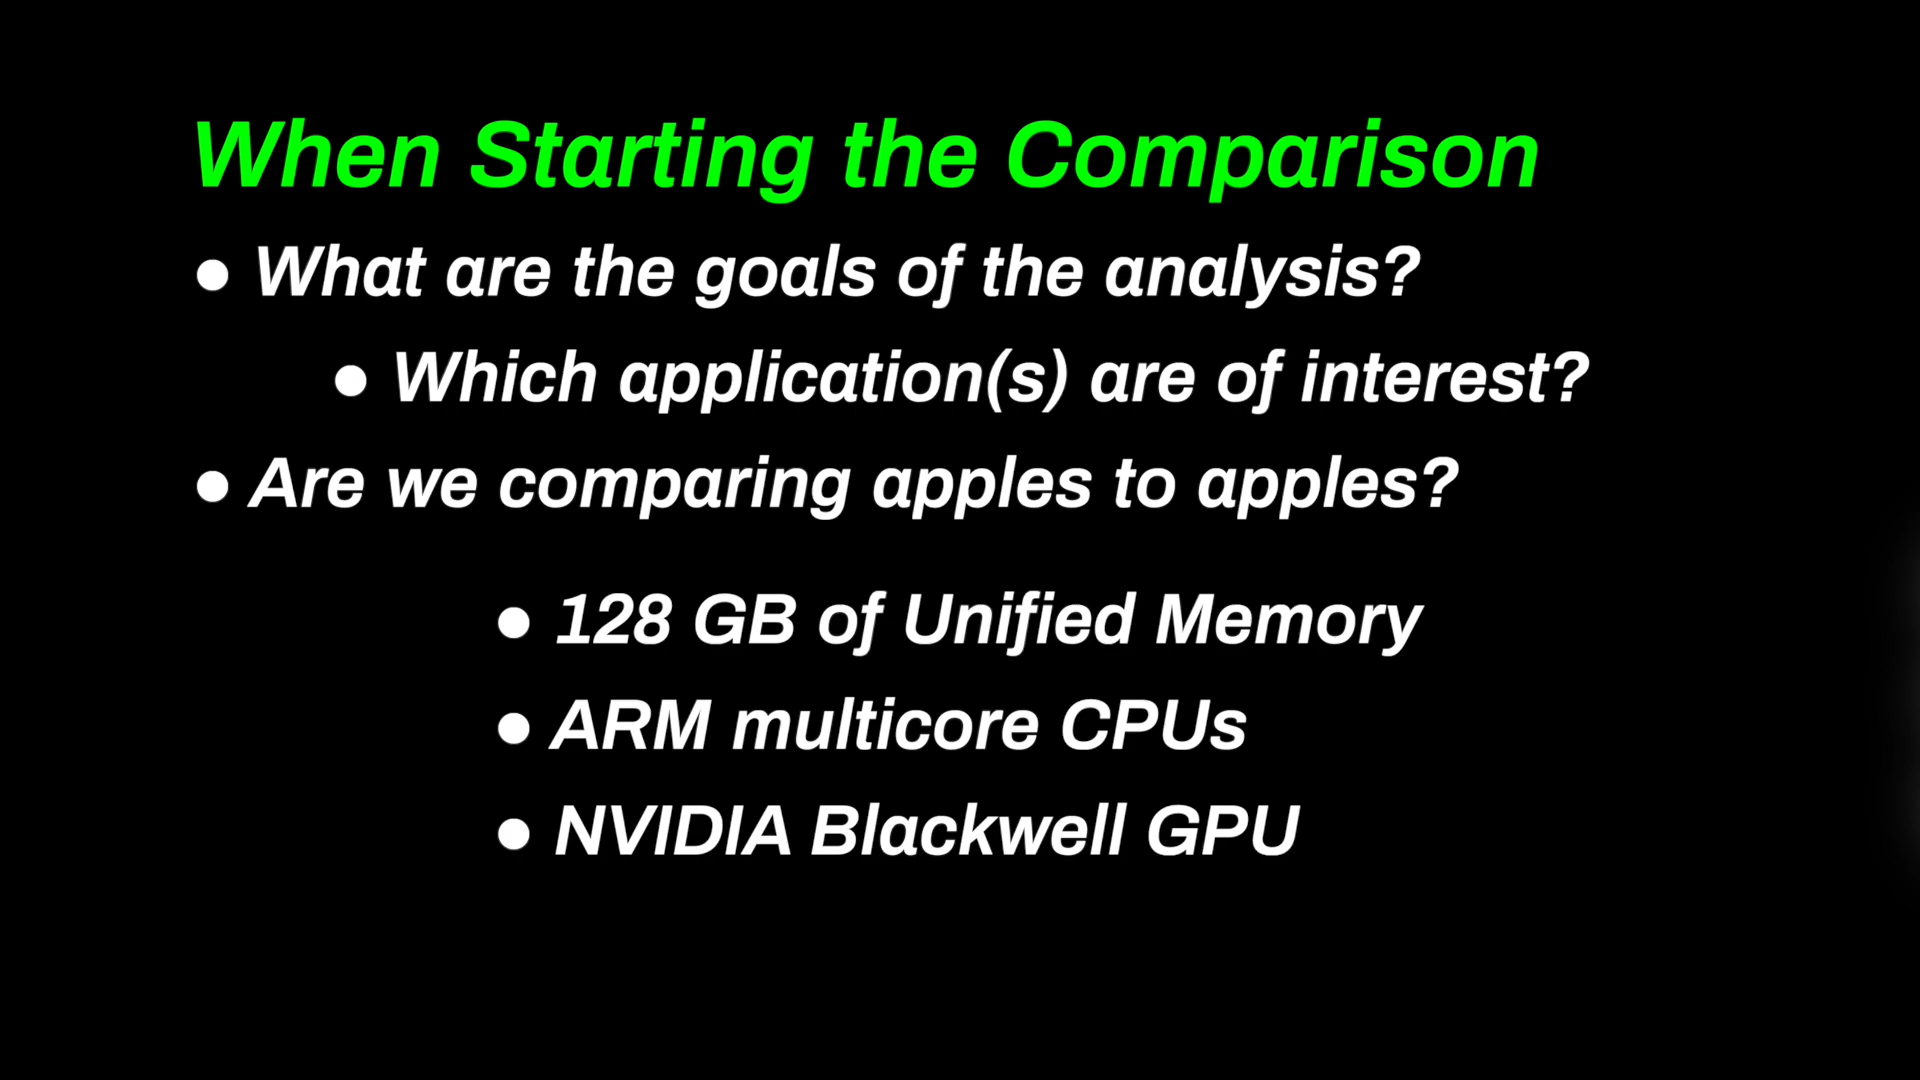 When Starting the Comparison
● What are the goals of the analysis?
● Which application(s) are of interest?
● Are we comparing apples to apples?
● 128 GB of Unified Memory
● ARM multicore CPUs
● NVIDIA Blackwell GPU